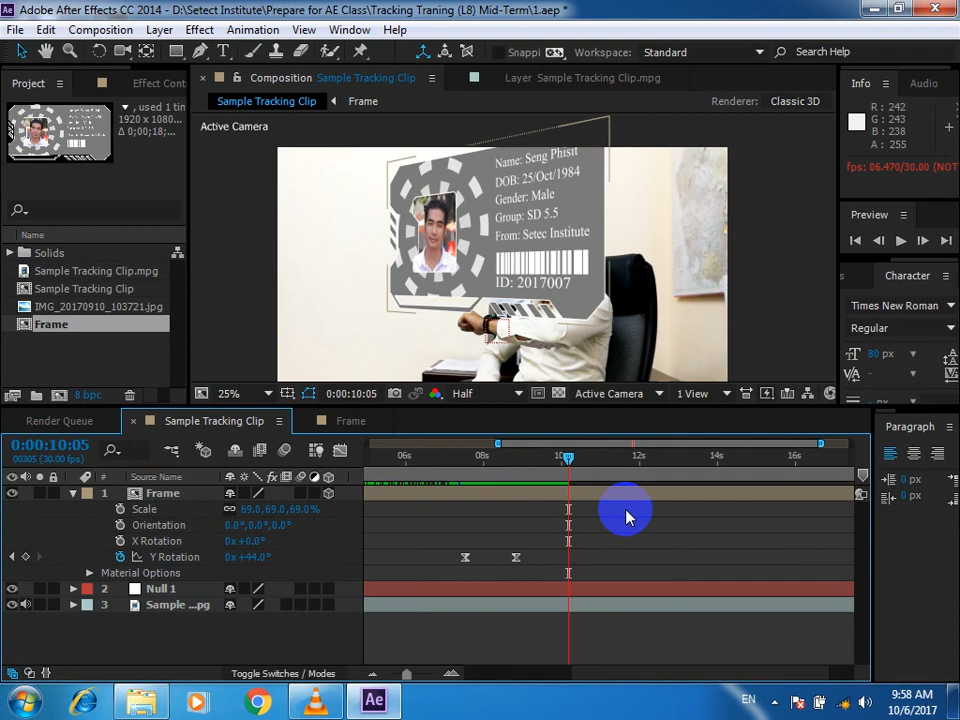 Adobe After Effects CC 2014 - D:\Setect Institute\Prepare for AE Class\Tracking Traning (L8) Mid-Term\1.aep *
File Edit Composition Layer Effect Animation View Window Help
Snappi Workspace: Standard Search Help
Project Effect Cont Composition Sample Tracking Clip Layer Sample Tracking Clip.mpg Info Audio
, used 1 tin
1920 x 1080...
Δ 0;00;18;...
Sample Tracking Clip Frame Renderer: Classic 3D
Active Camera
R : 242
G : 243
B : 238
A : 255
fps: 06.470/30.00 (NOT
Name: Seng Phisit
DOB: 25/Oct/1984
Gender: Male
Group: SD 5.5
From: Setec Institute
ID: 2017007
Preview
Name
Solids
Sample Tracking Clip.mpg
Sample Tracking Clip
IMG_20170910_103721.jpg
Frame
Character
Times New Roman
Regular
80 px
8 bpc 25% 0:00:10:05 Half Active Camera 1 View
Render Queue Sample Tracking Clip Frame
Paragraph
0:00:10:05
00305 (30.00 fps)
06s 08s 10s 12s 14s 16s
# Source Name
0 px
0 px
1 Frame
Scale 69.0,69.0,69.0%
Orientation 0.0°,0.0°,0.0°
X Rotation 0x+0.0°
Y Rotation 0x+44.0°
Material Options
2 Null 1
3 Sample ...pg
Toggle Switches / Modes
Ae EN 9:58 AM
10/6/2017